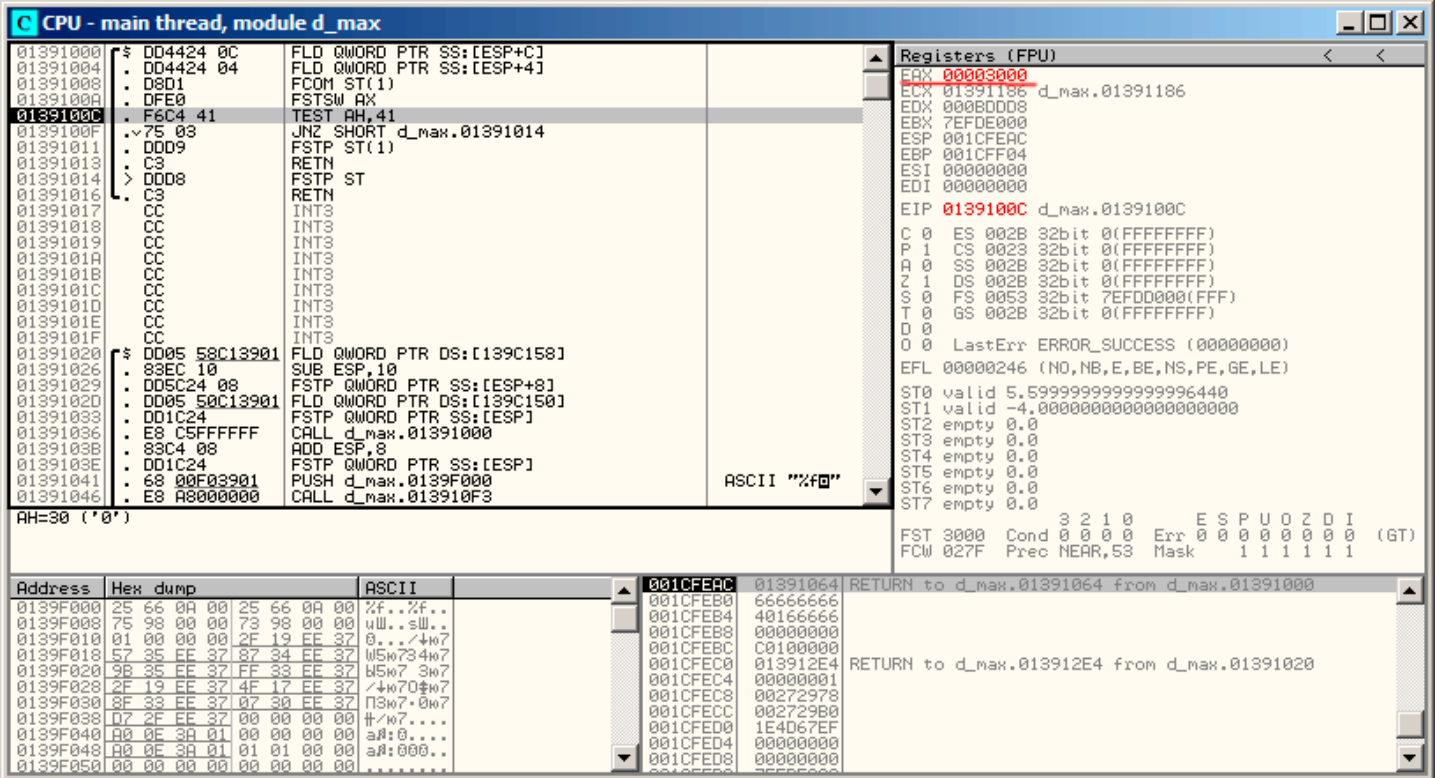 CPU - main thread, module d_max
01391000 $ DD4424 0C FLD QWORD PTR SS:[ESP+C]
01391004 . DD4424 04 FLD QWORD PTR SS:[ESP+4]
01391008 . D8D1 FCOM ST(1)
0139100A . DFE0 FSTSW AX
0139100C . F6C4 41 TEST AH,41
0139100F . 75 03 JNZ SHORT d_max.01391014
01391011 . DDD9 FSTP ST(1)
01391013 . C3 RETN
01391014 > DDD8 FSTP ST
01391016 . C3 RETN
01391017 CC INT3
01391018 CC INT3
01391019 CC INT3
0139101A CC INT3
0139101B CC INT3
0139101C CC INT3
0139101D CC INT3
0139101E CC INT3
0139101F CC INT3
01391020 $ DD05 58C13901 FLD QWORD PTR DS:[139C158]
01391026 . 83EC 10 SUB ESP,10
01391029 . DD5C24 08 FSTP QWORD PTR SS:[ESP+8]
0139102D . DD05 50C13901 FLD QWORD PTR DS:[139C150]
01391033 . DD1C24 FSTP QWORD PTR SS:[ESP]
01391036 . E8 C5FFFFFF CALL d_max.01391000
0139103B . 83C4 08 ADD ESP,8
0139103E . DD1C24 FSTP QWORD PTR SS:[ESP]
01391041 . 68 00F03901 PUSH d_max.0139F000 ASCII "%f◙"
01391046 . E8 A8000000 CALL d_max.013910F3
AH=30 ('0')
Registers (FPU) < <
EAX 00003000
ECX 01391186 d_max.01391186
EDX 000BDDD8
EBX 7EFDE000
ESP 001CFEAC
EBP 001CFF04
ESI 00000000
EDI 00000000
EIP 0139100C d_max.0139100C
C 0 ES 002B 32bit 0(FFFFFFFF)
P 1 CS 0023 32bit 0(FFFFFFFF)
A 0 SS 002B 32bit 0(FFFFFFFF)
Z 1 DS 002B 32bit 0(FFFFFFFF)
S 0 FS 0053 32bit 7EFDD000(FFF)
T 0 GS 002B 32bit 0(FFFFFFFF)
D 0
O 0 LastErr ERROR_SUCCESS (00000000)
EFL 00000246 (NO,NB,E,BE,NS,PE,GE,LE)
ST0 valid 5.5999999999999996440
ST1 valid -4.0000000000000000000
ST2 empty 0.0
ST3 empty 0.0
ST4 empty 0.0
ST5 empty 0.0
ST6 empty 0.0
ST7 empty 0.0
3 2 1 0 E S P U O Z D I
FST 3000 Cond 0 0 0 0 Err 0 0 0 0 0 0 0 0 (GT)
FCW 027F Prec NEAR,53 Mask 1 1 1 1 1 1
Address Hex dump ASCII
0139F000 25 66 0A 00 25 66 0A 00 %f..%f..
0139F008 75 98 00 00 73 98 00 00 uШ..sШ..
0139F010 01 00 00 00 2F 19 EE 37 0.../↓ю7
0139F018 57 35 EE 37 87 34 EE 37 W5ю7З4ю7
0139F020 9B 35 EE 37 FF 33 EE 37 Ы5ю7 3ю7
0139F028 2F 19 EE 37 4F 17 EE 37 /↓ю7O‡ю7
0139F030 8F 33 EE 37 07 30 EE 37 П3ю7•0ю7
0139F038 D7 2F EE 37 00 00 00 00 ╫/ю7....
0139F040 A0 0E 3A 01 00 00 00 00
0139F048 A0 0E 3A 01 01 01 00 00
0139F050 00 00 00 00 00 00 00 00 ........
001CFEAC 01391064 RETURN to d_max.01391064 from d_max.01391000
001CFEB0 66666666
001CFEB4 40166666
001CFEB8 00000000
001CFEBC C0100000
001CFEC0 013912E4 RETURN to d_max.013912E4 from d_max.01391020
001CFEC4 00000001
001CFEC8 00272978
001CFECC 002729B0
001CFED0 1E4D67EF
001CFED4 00000000
001CFED8 00000000